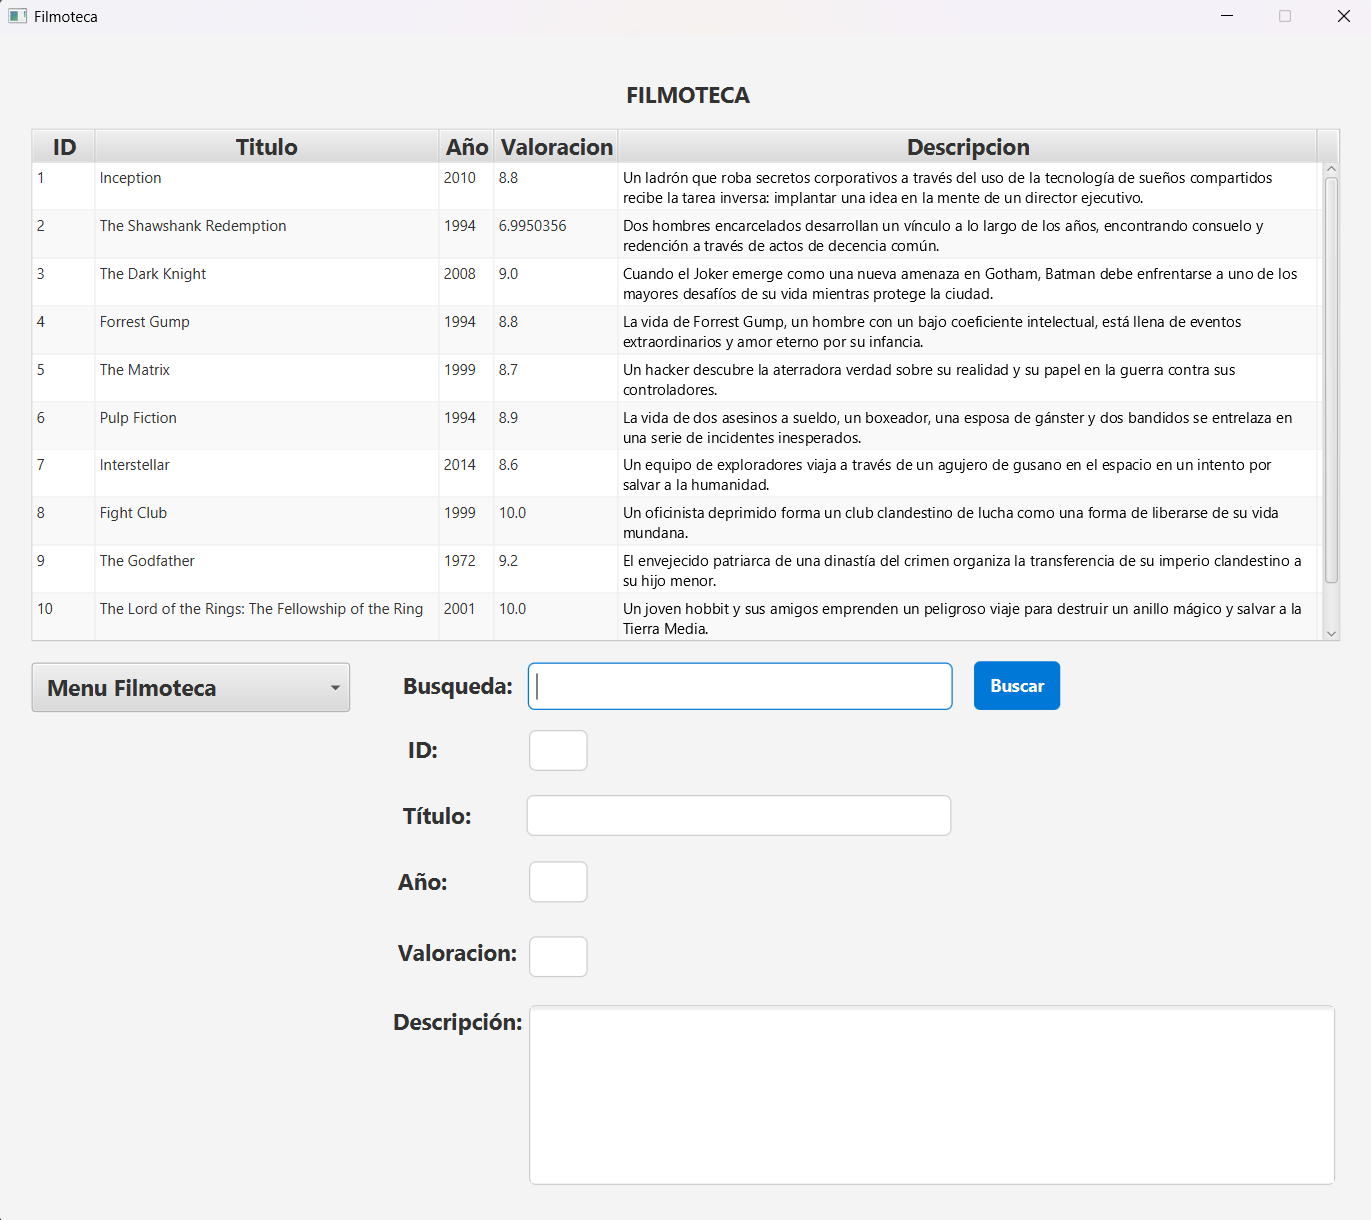 Filmoteca
FILMOTECA
ID Titulo Año Valoracion Descripcion
1 Inception 2010 8.8 Un ladrón que roba secretos corporativos a través del uso de la tecnología de sueños compartidos
recibe la tarea inversa: implantar una idea en la mente de un director ejecutivo.
2 The Shawshank Redemption 1994 6.9950356 Dos hombres encarcelados desarrollan un vínculo a lo largo de los años, encontrando consuelo y
redención a través de actos de decencia común.
3 The Dark Knight 2008 9.0 Cuando el Joker emerge como una nueva amenaza en Gotham, Batman debe enfrentarse a uno de los
mayores desafíos de su vida mientras protege la ciudad.
4 Forrest Gump 1994 8.8 La vida de Forrest Gump, un hombre con un bajo coeficiente intelectual, está llena de eventos
extraordinarios y amor eterno por su infancia.
5 The Matrix 1999 8.7 Un hacker descubre la aterradora verdad sobre su realidad y su papel en la guerra contra sus
controladores.
6 Pulp Fiction 1994 8.9 La vida de dos asesinos a sueldo, un boxeador, una esposa de gánster y dos bandidos se entrelaza en
una serie de incidentes inesperados.
7 Interstellar 2014 8.6 Un equipo de exploradores viaja a través de un agujero de gusano en el espacio en un intento por
salvar a la humanidad.
8 Fight Club 1999 10.0 Un oficinista deprimido forma un club clandestino de lucha como una forma de liberarse de su vida
mundana.
9 The Godfather 1972 9.2 El envejecido patriarca de una dinastía del crimen organiza la transferencia de su imperio clandestino a
su hijo menor.
10 The Lord of the Rings: The Fellowship of the Ring 2001 10.0 Un joven hobbit y sus amigos emprenden un peligroso viaje para destruir un anillo mágico y salvar a la
Tierra Media.
Menu Filmoteca Busqueda: Buscar
ID:
Título:
Año:
Valoracion:
Descripción: